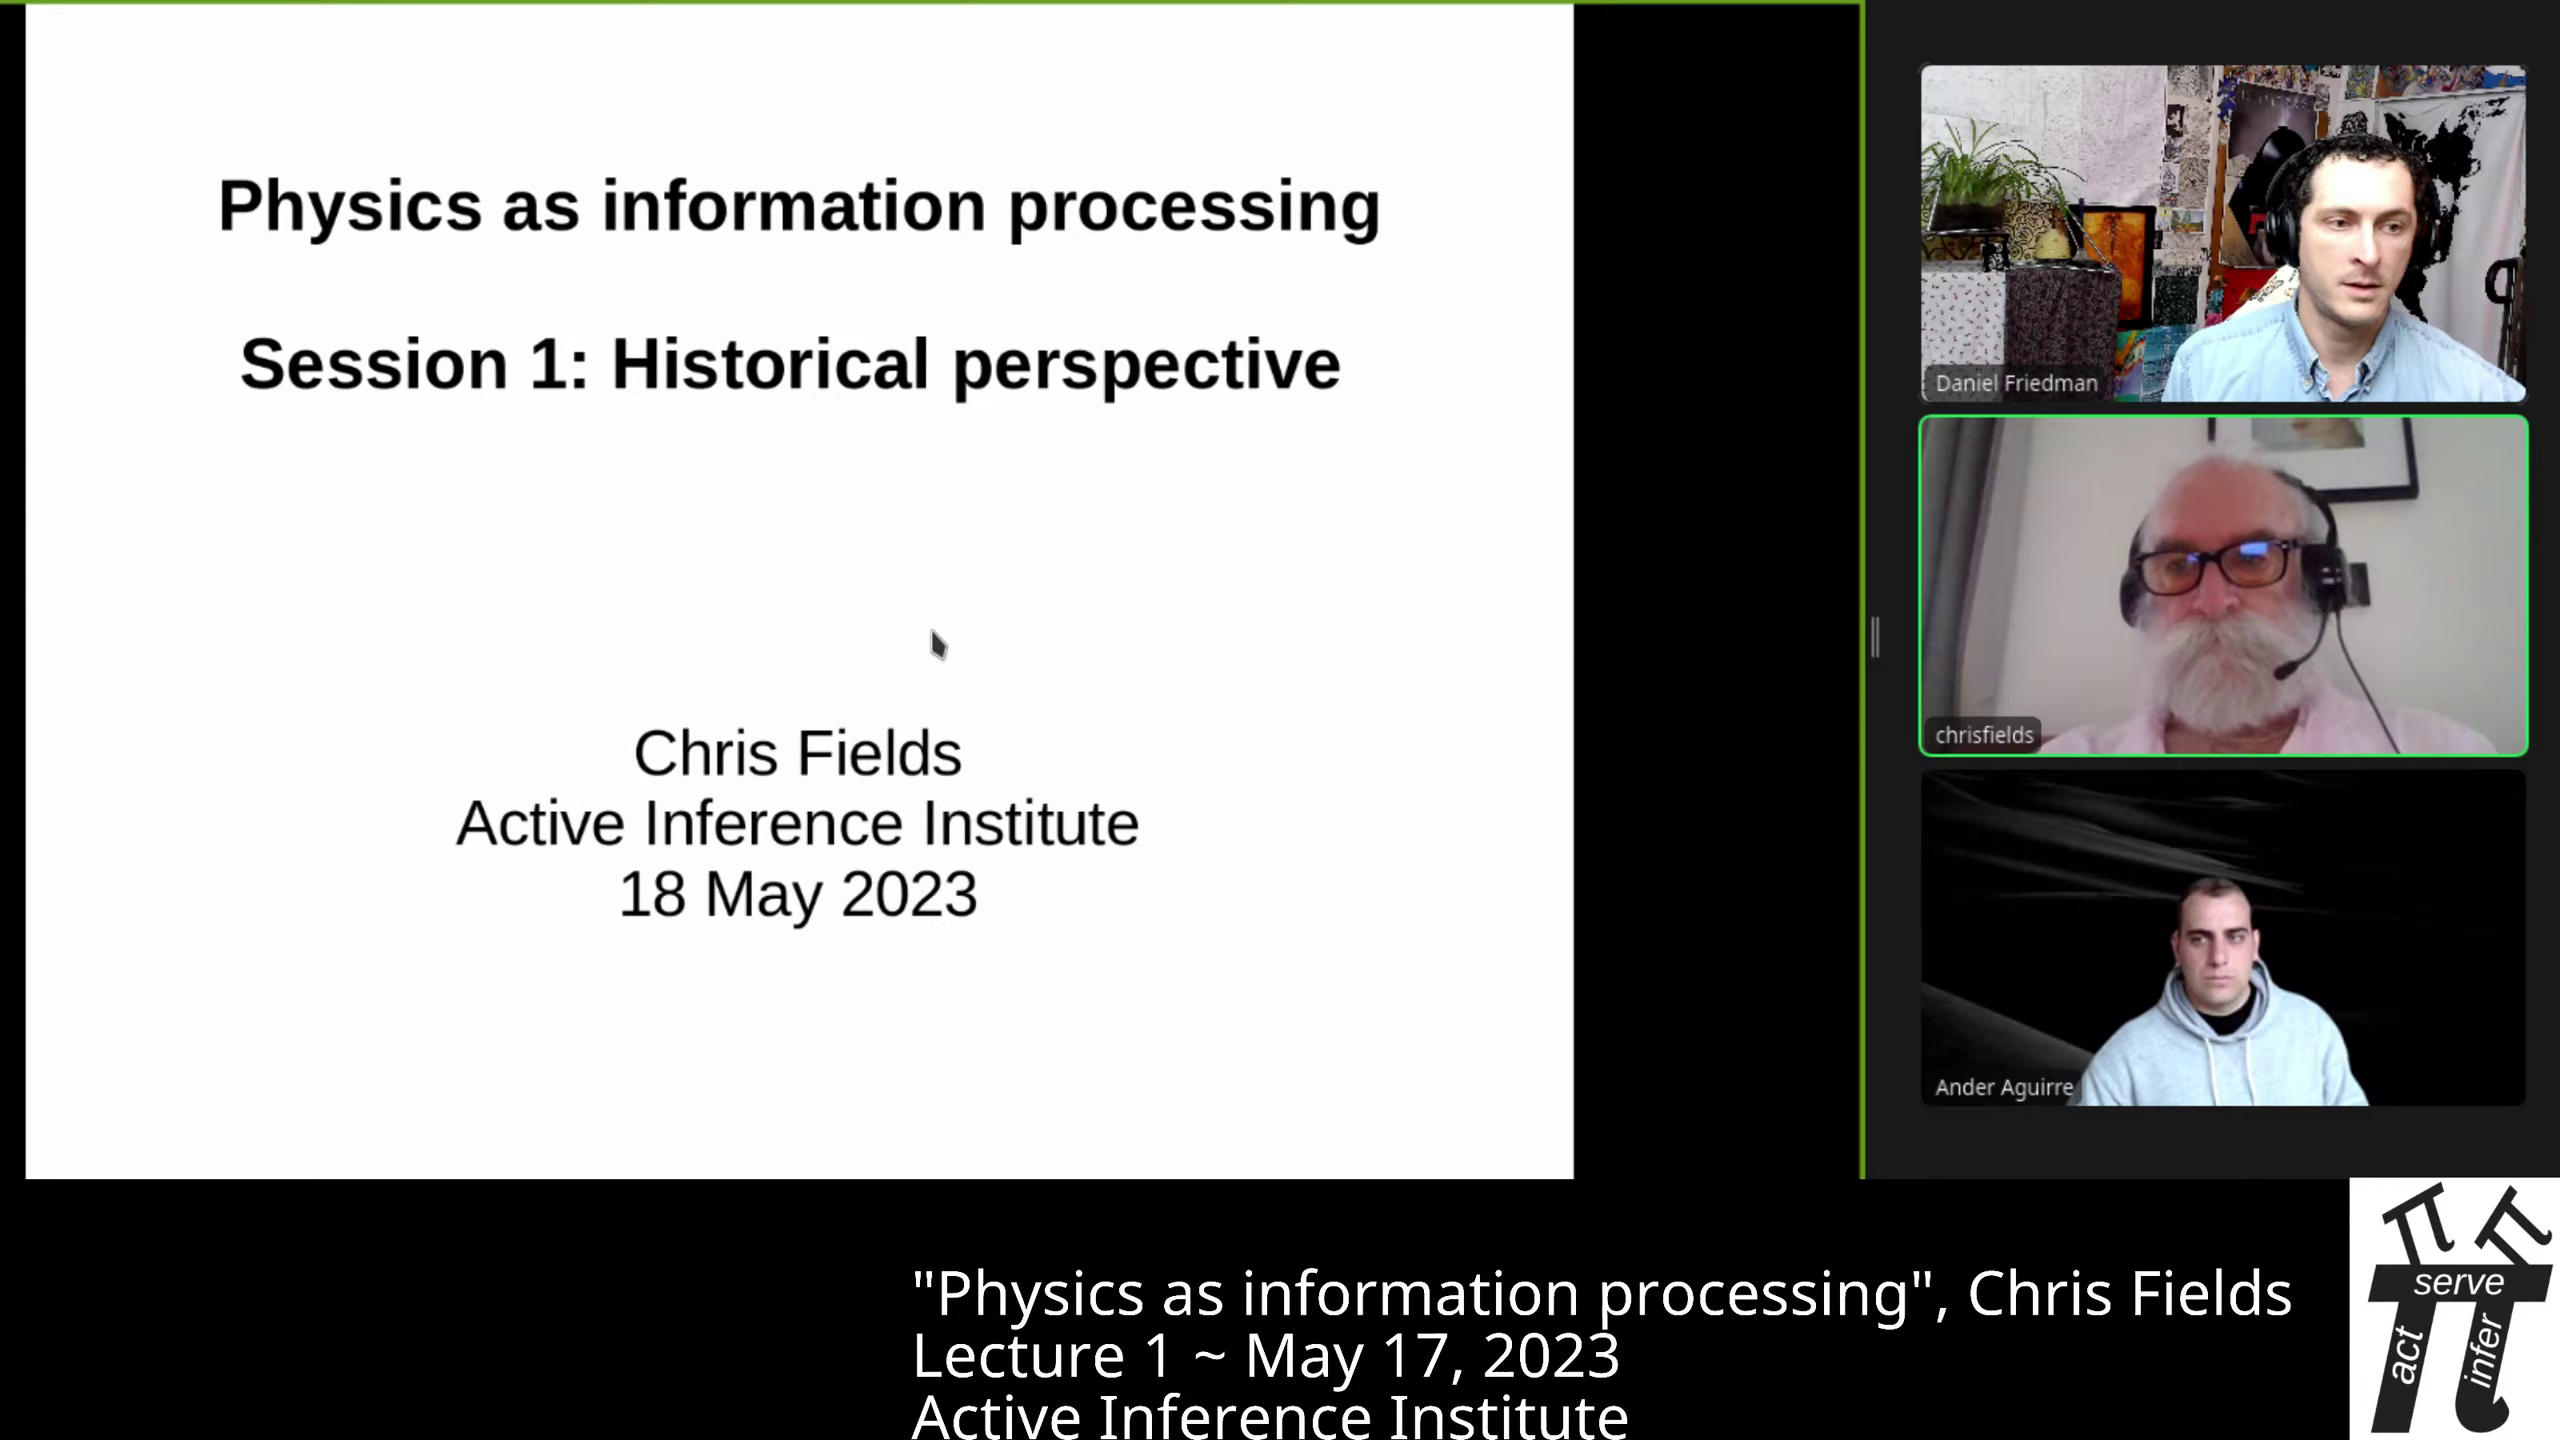 Physics as information processing
Session 1: Historical perspective
Chris Fields
Active Inference Institute
18 May 2023
Daniel Friedman
chrisfields
Ander Aguirre
"Physics as information processing", Chris Fields
Lecture 1 ~ May 17, 2023
Active Inference Institute
serve
act
infer